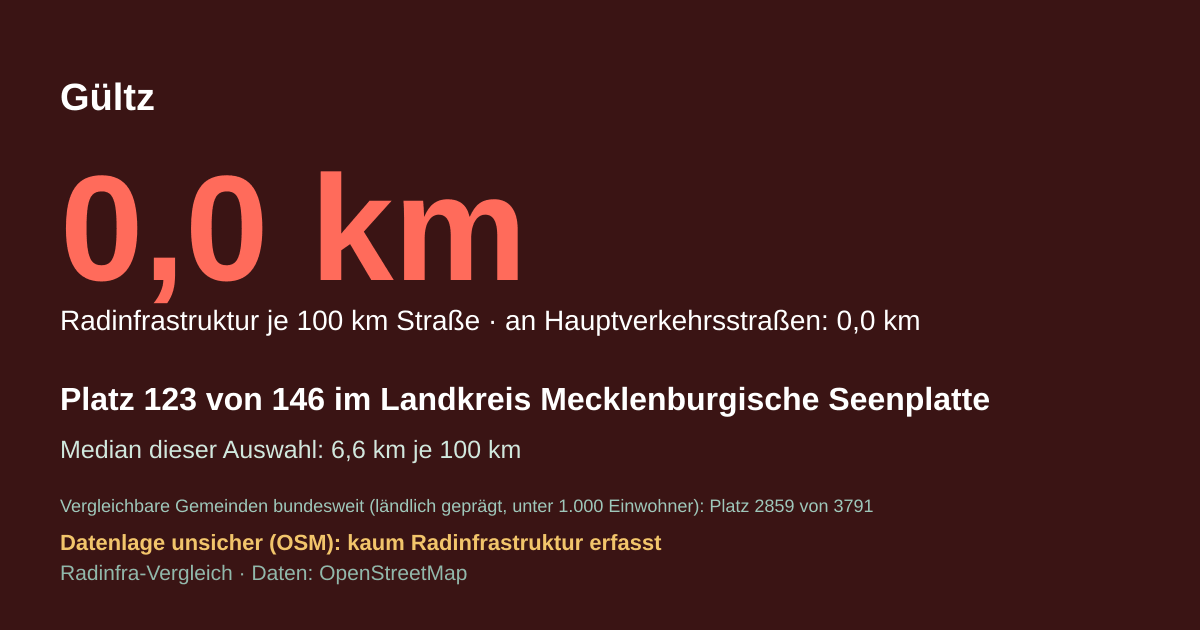 Gültz
0,0 km
Radinfrastruktur je 100 km Straße · an Hauptverkehrsstraßen: 0,0 km
Platz 123 von 146 im Landkreis Mecklenburgische Seenplatte
Median dieser Auswahl: 6,6 km je 100 km
Vergleichbare Gemeinden bundesweit (ländlich geprägt, unter 1.000 Einwohner): Platz 2859 von 3791
Datenlage unsicher (OSM): kaum Radinfrastruktur erfasst
Radinfra-Vergleich · Daten: OpenStreetMap